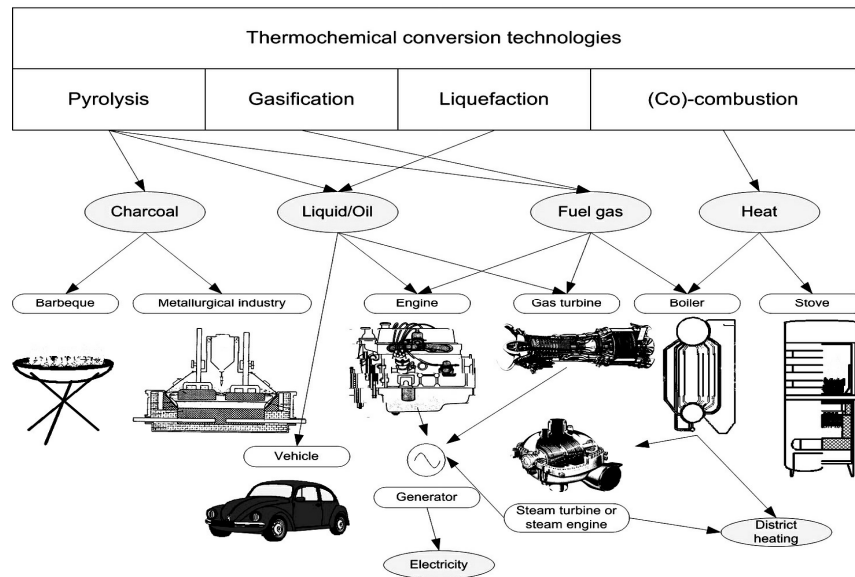 Thermochemical conversion technologies
Pyrolysis
Gasification
Liquefaction
(Co)-combustion
Charcoal
Liquid/Oil
Fuel gas
Heat
Barbeque
Metallurgical industry
Engine
Gas turbine
Boiler
Stove
Vehicle
Generator
Steam turbine or
steam engine
District
heating
Electricity